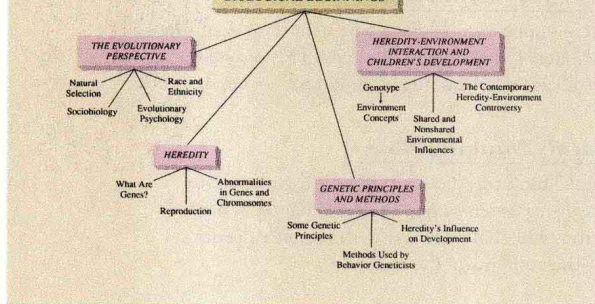 BIOLOGICAL BEGINNINGS
THE EVOLUTIONARY
PERSPECTIVE
Natural
Selection
Race and
Ethnicity
Sociobiology
Evolutionary
Psychology
HEREDITY-ENVIRONMENT
INTERACTION AND
CHILDREN'S DEVELOPMENT
Genotype
Environment
Concepts
The Contemporary
Heredity-Environment
Controversy
Shared and
Nonshared
Environmental
Influences
HEREDITY
What Are
Genes?
Abnormalities
in Genes and
Chromosomes
Reproduction
GENETIC PRINCIPLES
AND METHODS
Some Genetic
Principles
Heredity's Influence
on Development
Methods Used by
Behavior Geneticists